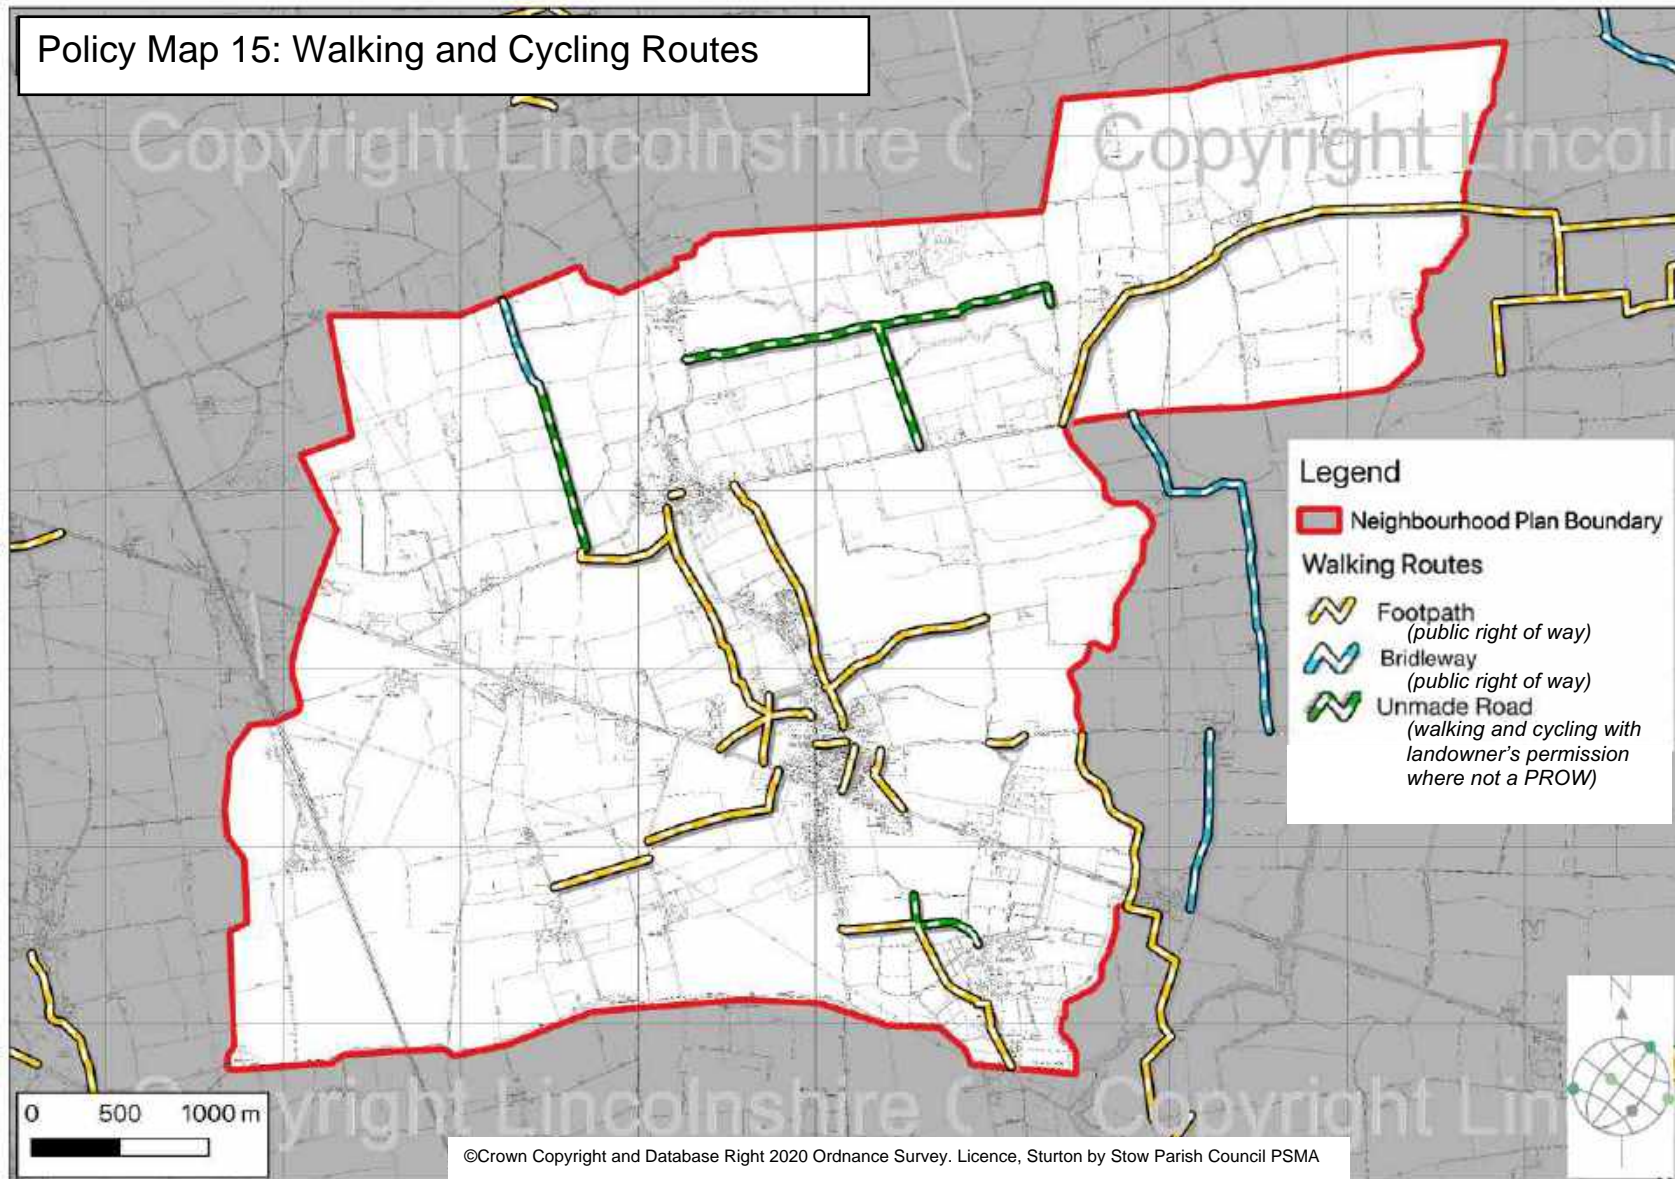 Policy Map 15: Walking and Cycling Routes
Copyright Lincolnshire C
Copyright Lincoln
Legend
Neighbourhood Plan Boundary
Walking Routes
Footpath
(public right of way)
Bridleway
(public right of way)
Unmade Road
(walking and cycling with
landowner's permission
where not a PROW)
N
0 500 1000 m
Copyright Lincolnshire C
Copyright Lin
©Crown Copyright and Database Right 2020 Ordnance Survey. Licence, Sturton by Stow Parish Council PSMA